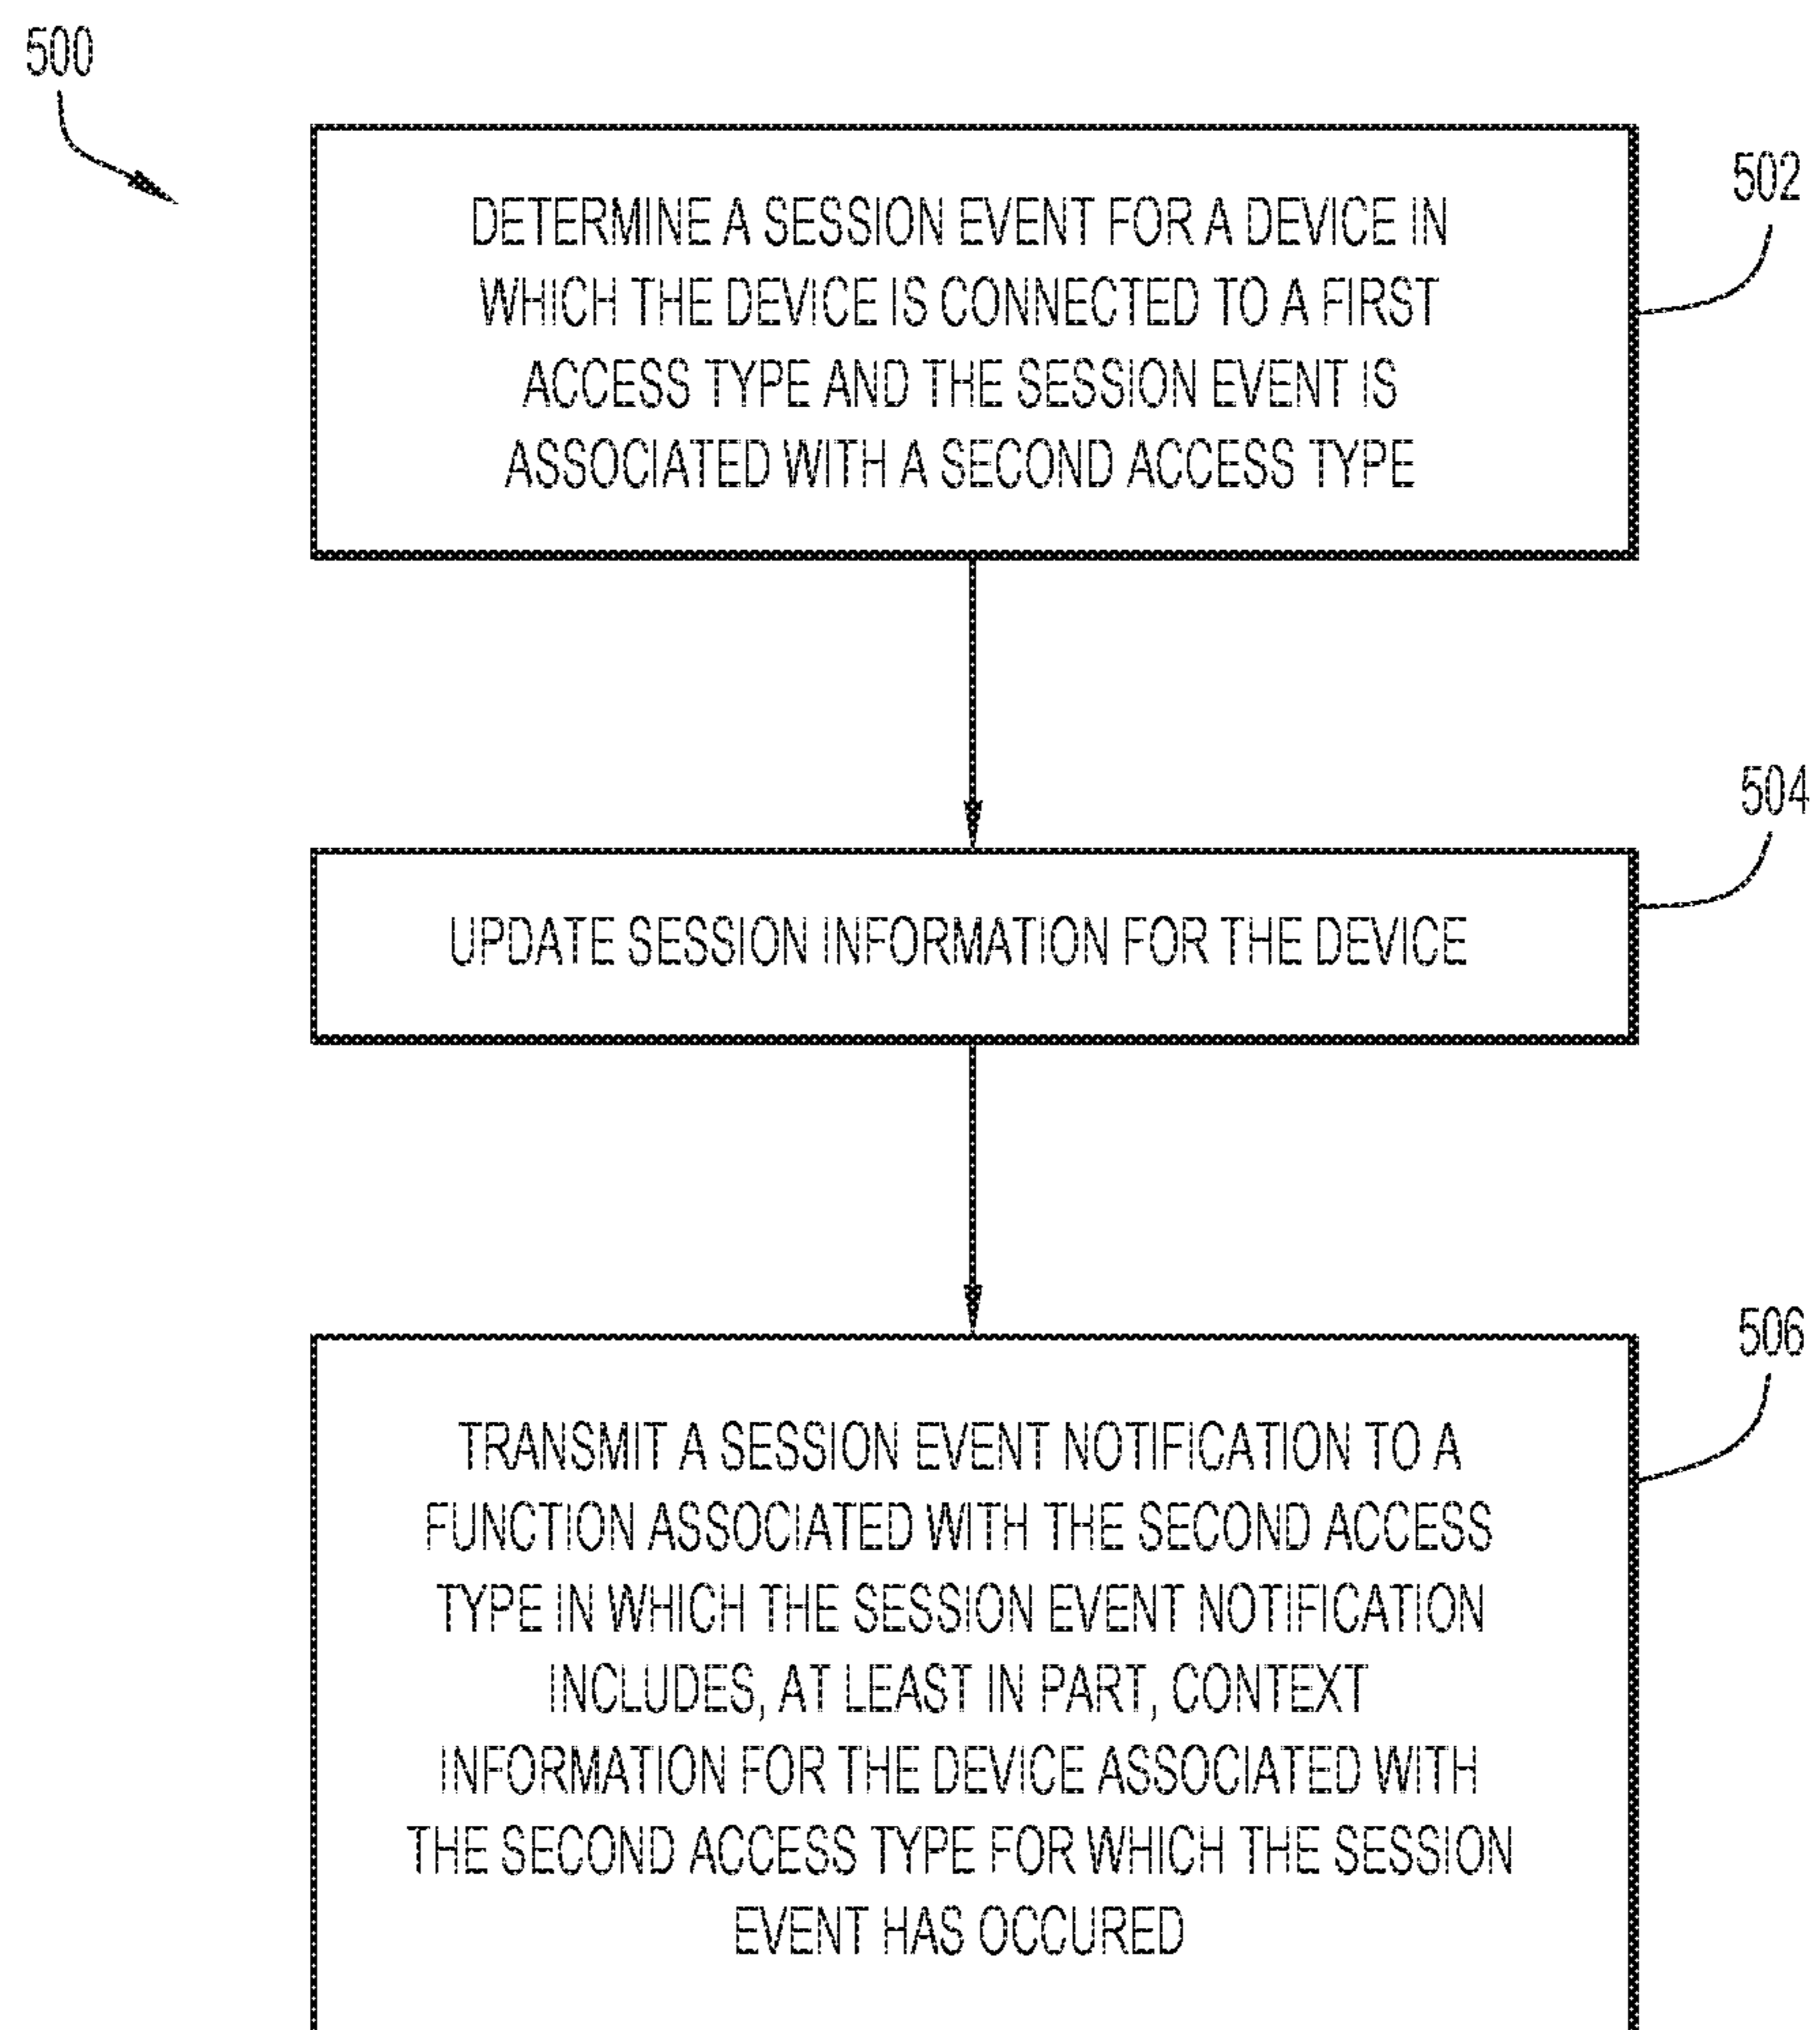 500
502
DETERMINE A SESSION EVENT FOR A DEVICE IN
WHICH THE DEVICE IS CONNECTED TO A FIRST
ACCESS TYPE AND THE SESSION EVENT IS
ASSOCIATED WITH A SECOND ACCESS TYPE
504
UPDATE SESSION INFORMATION FOR THE DEVICE
506
TRANSMIT A SESSION EVENT NOTIFICATION TO A
FUNCTION ASSOCIATED WITH THE SECOND ACCESS
TYPE IN WHICH THE SESSION EVENT NOTIFICATION
INCLUDES, AT LEAST IN PART, CONTEXT
INFORMATION FOR THE DEVICE ASSOCIATED WITH
THE SECOND ACCESS TYPE FOR WHICH THE SESSION
EVENT HAS OCCURED